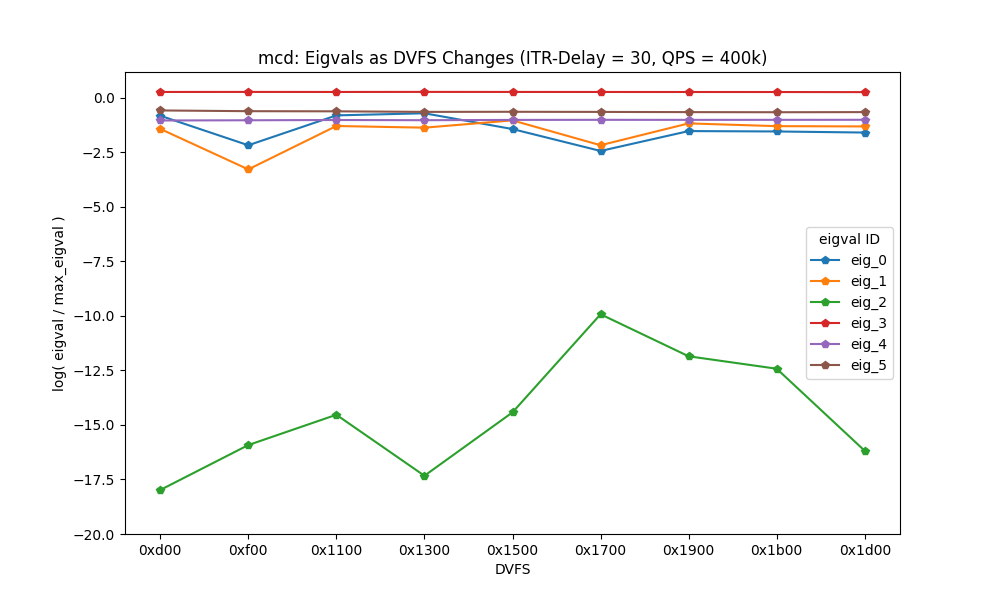 mcd: Eigvals as DVFS Changes (ITR-Delay = 30, QPS = 400k)
log( eigval / max_eigval )
0.0
−2.5
−5.0
−7.5
−10.0
−12.5
−15.0
−17.5
−20.0
eigval ID
eig_0
eig_1
eig_2
eig_3
eig_4
eig_5
0xd00 0xf00 0x1100 0x1300 0x1500 0x1700 0x1900 0x1b00 0x1d00
DVFS